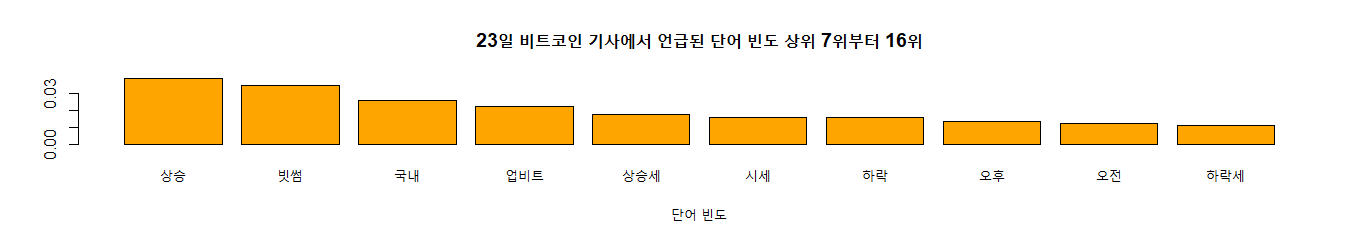 23일 비트코인 기사에서 언급된 단어 빈도 상위 7위부터 16위
0.03
0.00
상승 빗썸 국내 업비트 상승세 시세 하락 오후 오전 하락세
단어 빈도